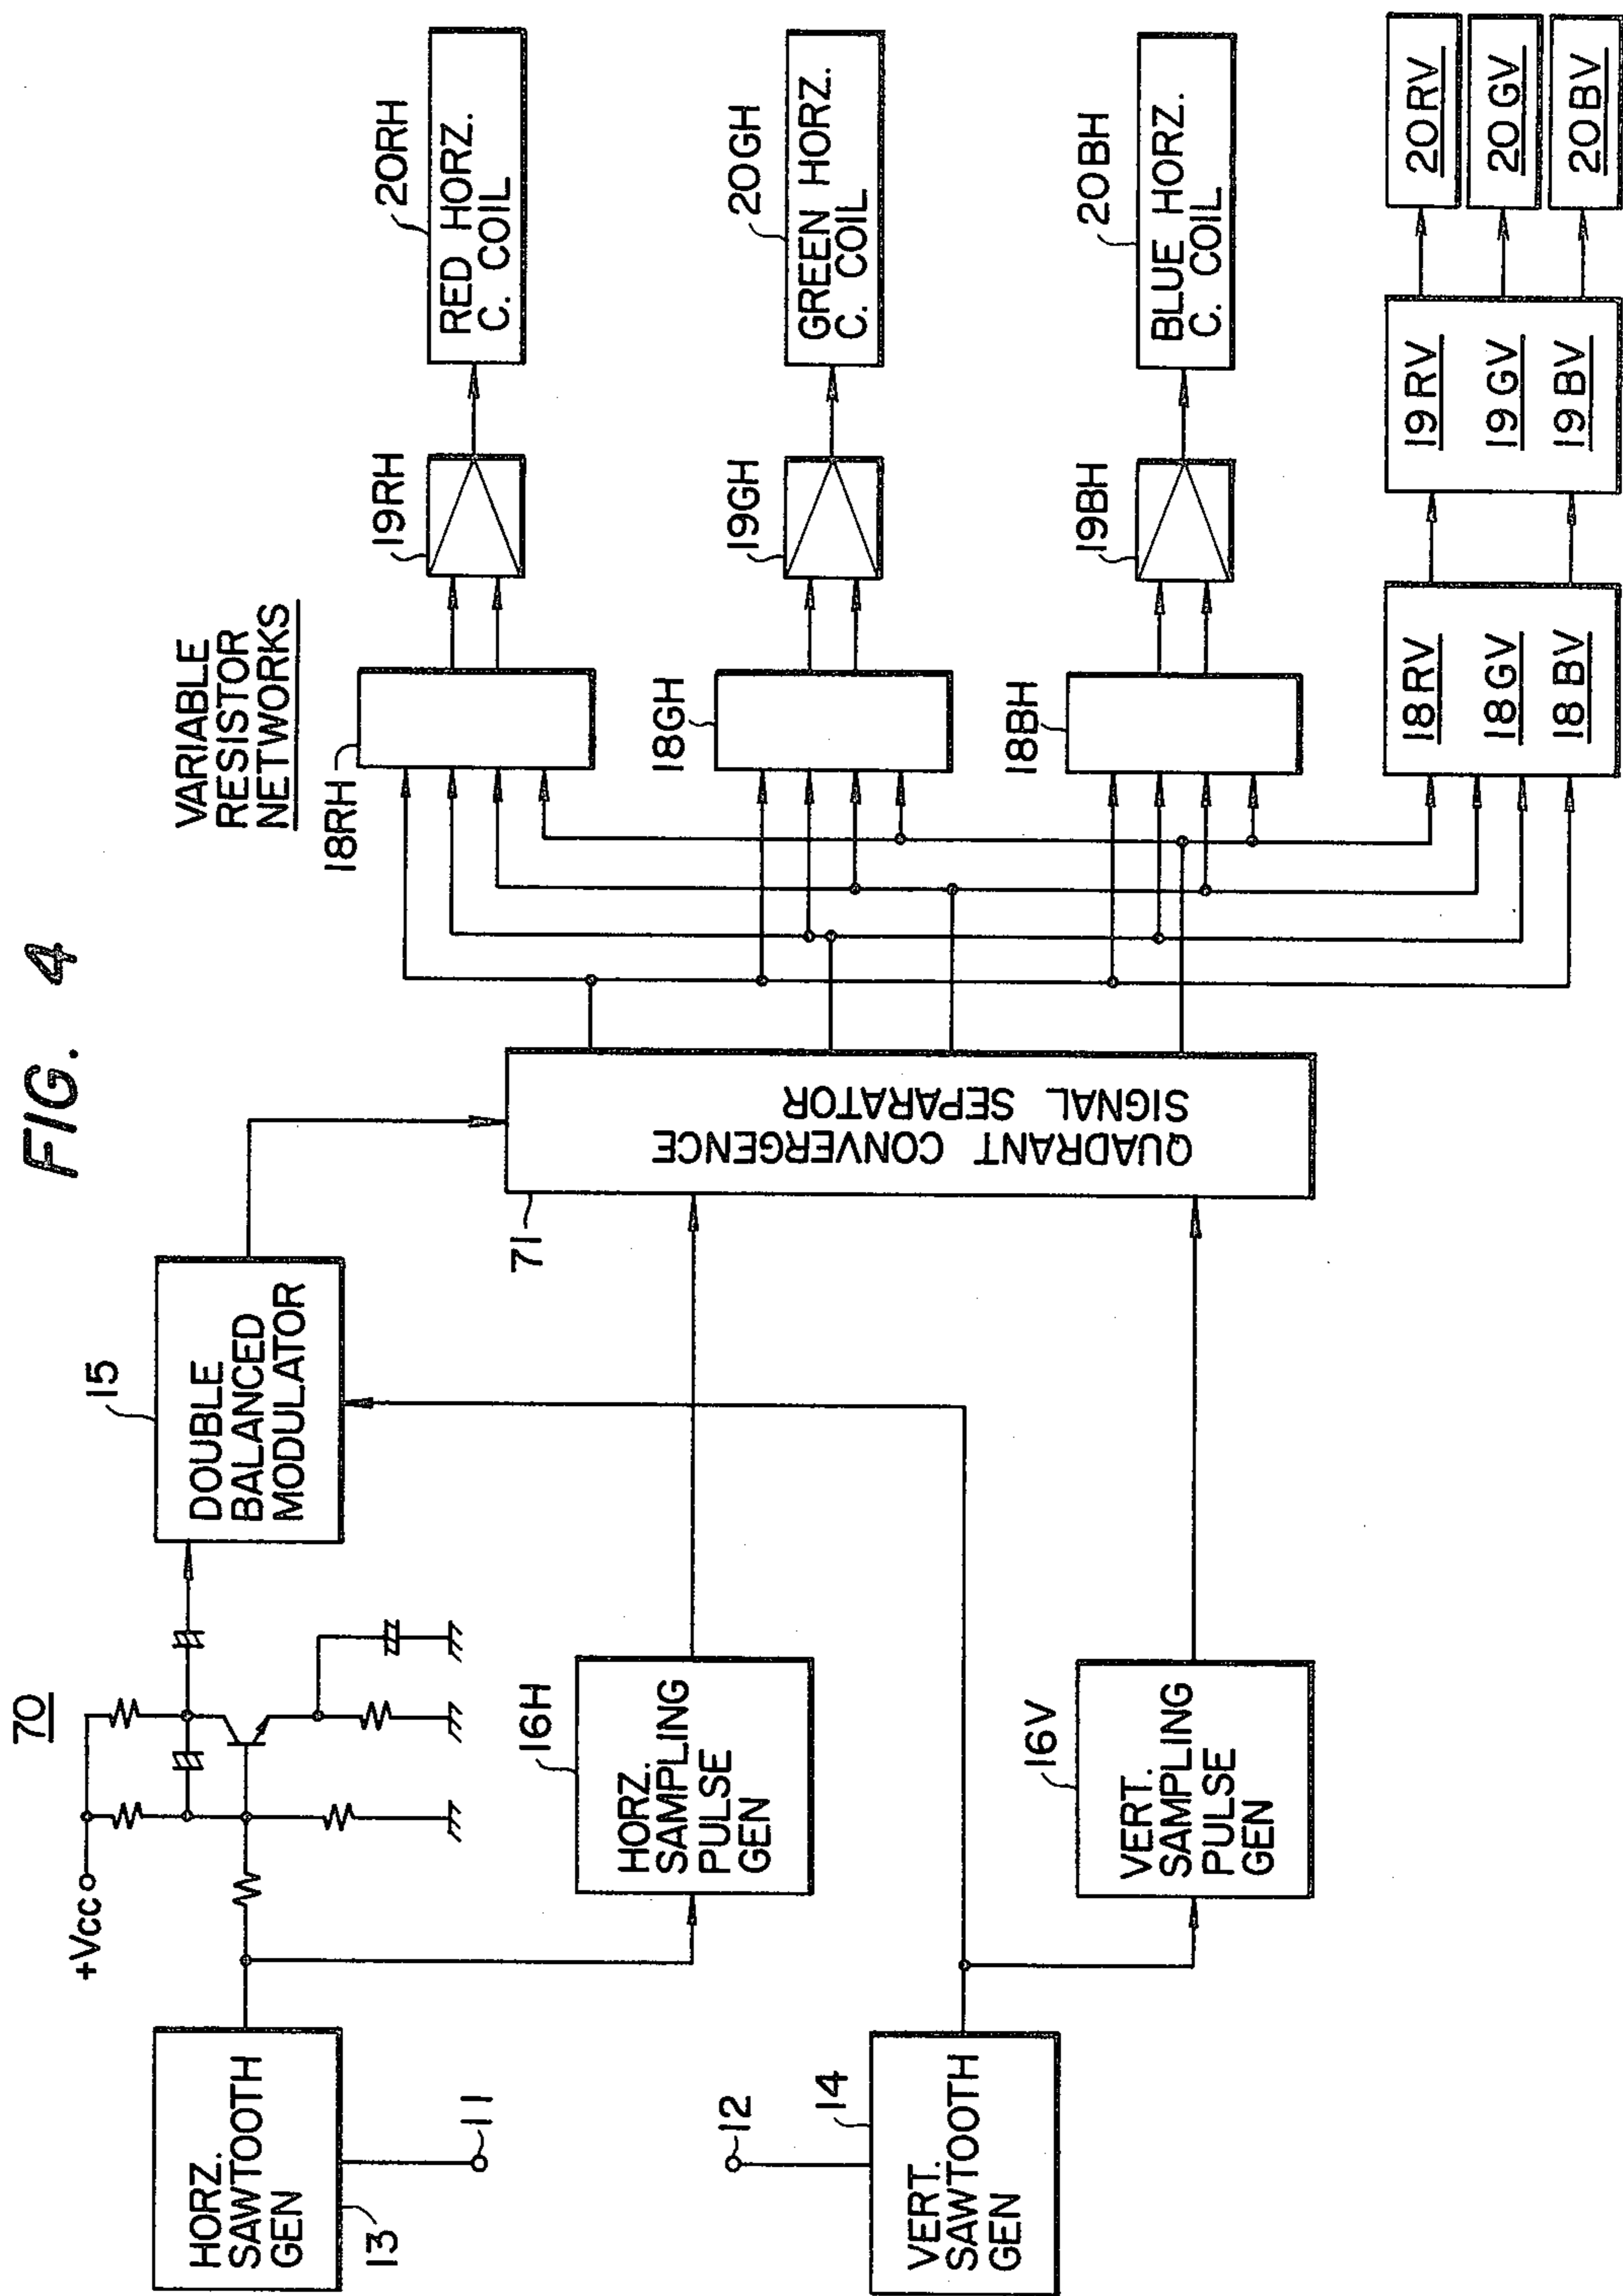 FIG. 4
70
+Vcc
HORZ.
SAWTOOTH
GEN
13
11
DOUBLE
BALANCED
MODULATOR
15
HORZ.
SAMPLING
PULSE
GEN
16H
12
VERT.
SAWTOOTH
GEN
14
VERT.
SAMPLING
PULSE
GEN
16V
QUADRANT CONVERGENCE
SIGNAL SEPARATOR
71
VARIABLE
RESISTOR
NETWORKS
18RH
19RH
20RH
RED HORZ.
C. COIL
18GH
19GH
20GH
GREEN HORZ.
C. COIL
18BH
19BH
20BH
BLUE HORZ.
C. COIL
18RV
18GV
18BV
19RV
19GV
19BV
20RV
20GV
20BV